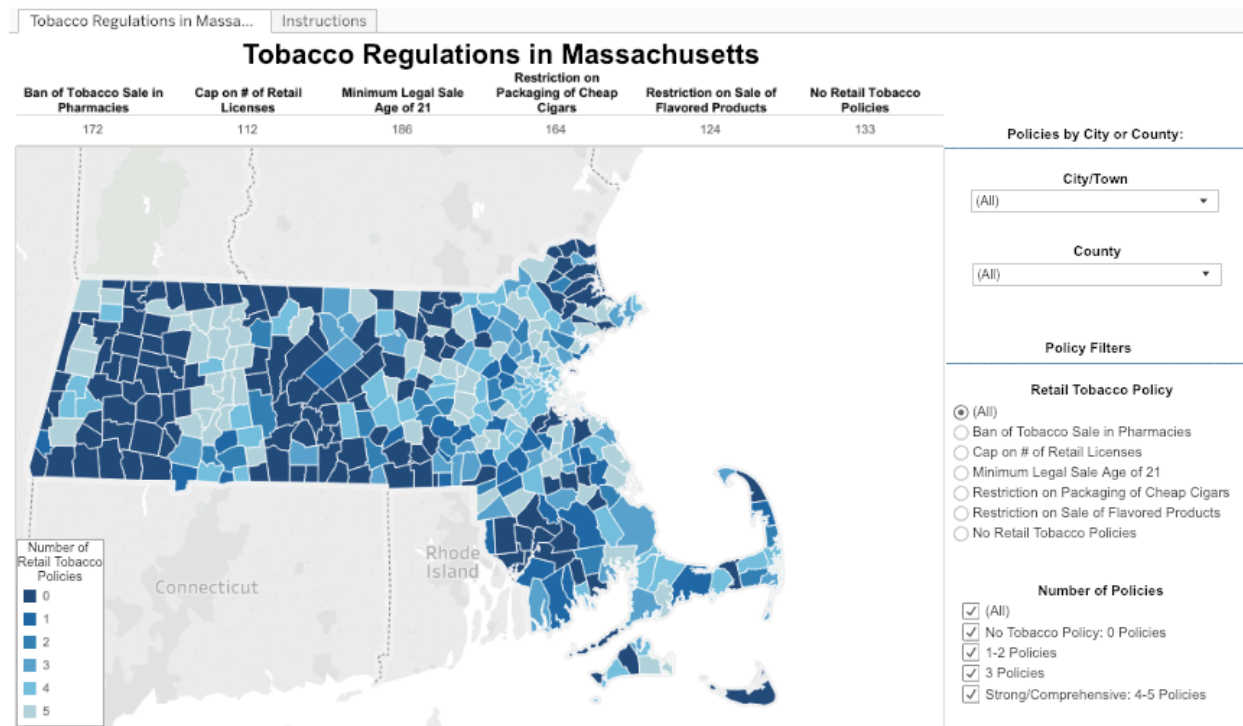 Tobacco Regulations in Massa...
Instructions
Tobacco Regulations in Massachusetts
Ban of Tobacco Sale in
Pharmacies
Cap on # of Retail
Licenses
Minimum Legal Sale
Age of 21
Restriction on
Packaging of Cheap
Cigars
Restriction on Sale of
Flavored Products
No Retail Tobacco
Policies
172
112
186
164
124
133
Policies by City or County:
City/Town
(All)
County
(All)
Policy Filters
Retail Tobacco Policy
(All)
Ban of Tobacco Sale in Pharmacies
Cap on # of Retail Licenses
Minimum Legal Sale Age of 21
Restriction on Packaging of Cheap Cigars
Restriction on Sale of Flavored Products
No Retail Tobacco Policies
Number of Policies
(All)
No Tobacco Policy: 0 Policies
1-2 Policies
3 Policies
Strong/Comprehensive: 4-5 Policies
Rhode
Island
Connecticut
Number of
Retail Tobacco
Policies
0
1
2
3
4
5